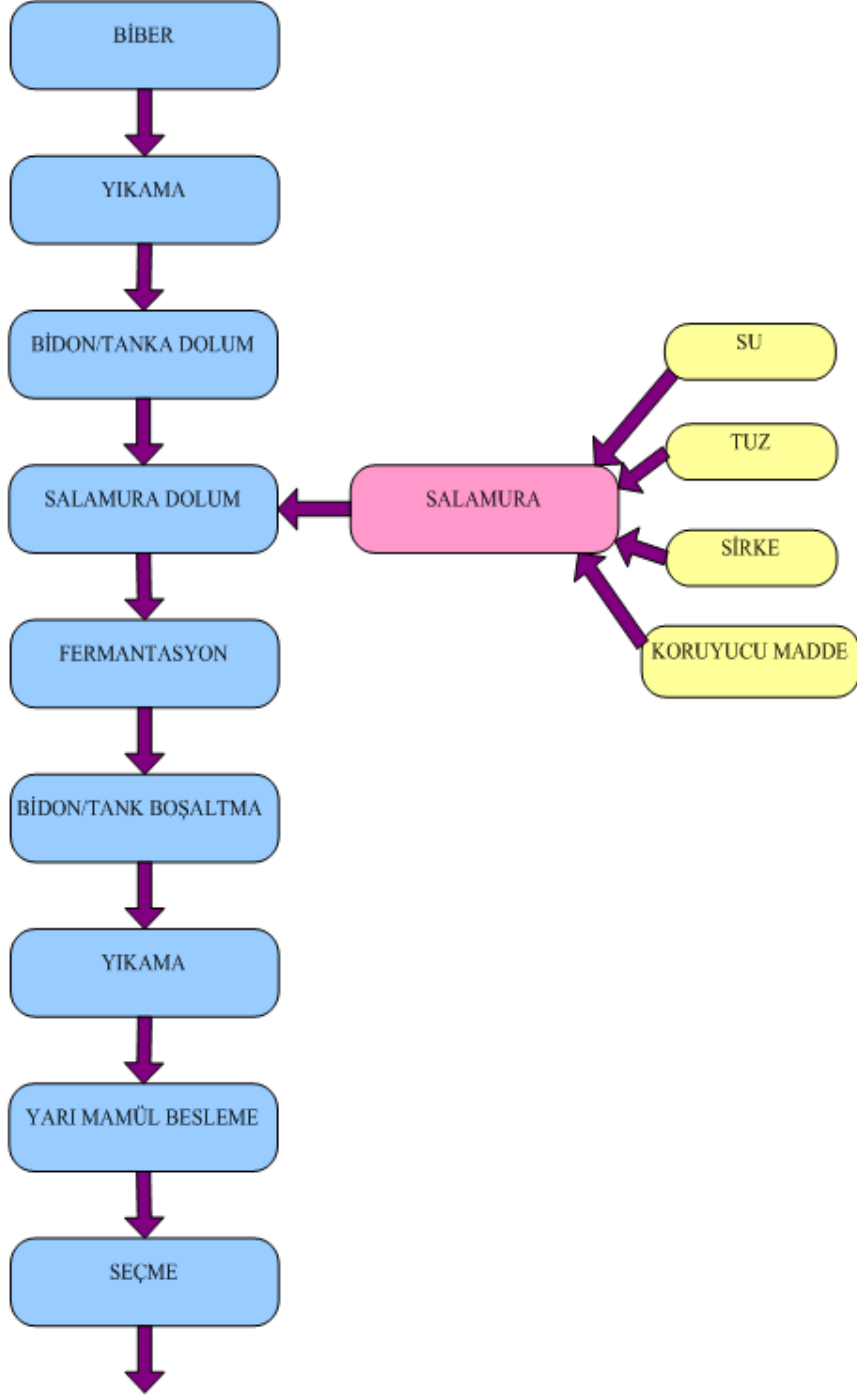 BİBER
YIKAMA
BİDON/TANKA DOLUM
SU
TUZ
SALAMURA DOLUM
SALAMURA
SİRKE
FERMANTASYON
KORUYUCU MADDE
BİDON/TANK BOŞALTMA
YIKAMA
YARI MAMÜL BESLEME
SEÇME